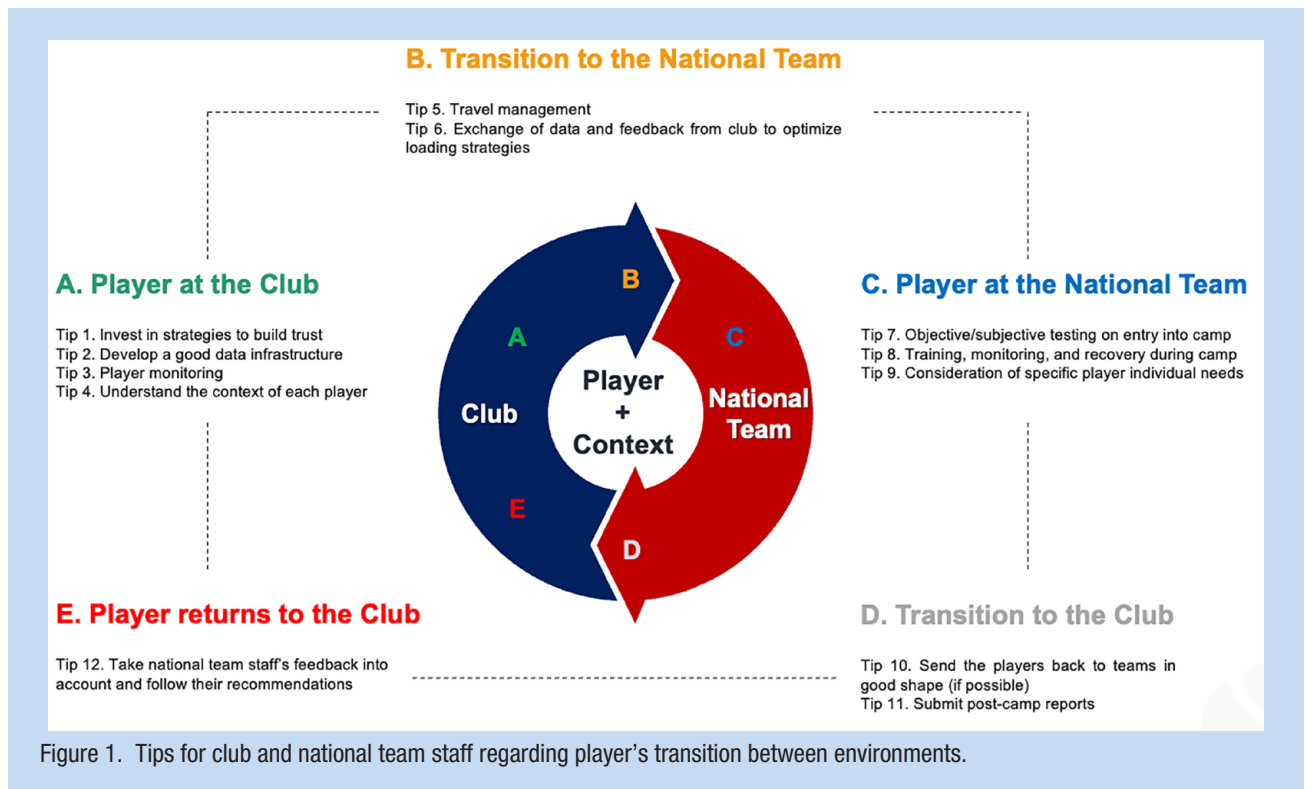 B. Transition to the National Team
Tip 5. Travel management
Tip 6. Exchange of data and feedback from club to optimize
loading strategies
A. Player at the Club
Tip 1. Invest in strategies to build trust
Tip 2. Develop a good data infrastructure
Tip 3. Player monitoring
Tip 4. Understand the context of each player
B
A
C
Player
+
Context
Club
National
Team
E
D
C. Player at the National Team
Tip 7. Objective/subjective testing on entry into camp
Tip 8. Training, monitoring, and recovery during camp
Tip 9. Consideration of specific player individual needs
E. Player returns to the Club
Tip 12. Take national team staff's feedback into
account and follow their recommendations
D. Transition to the Club
Tip 10. Send the players back to teams in
good shape (if possible)
Tip 11. Submit post-camp reports
Figure 1. Tips for club and national team staff regarding player’s transition between environments.